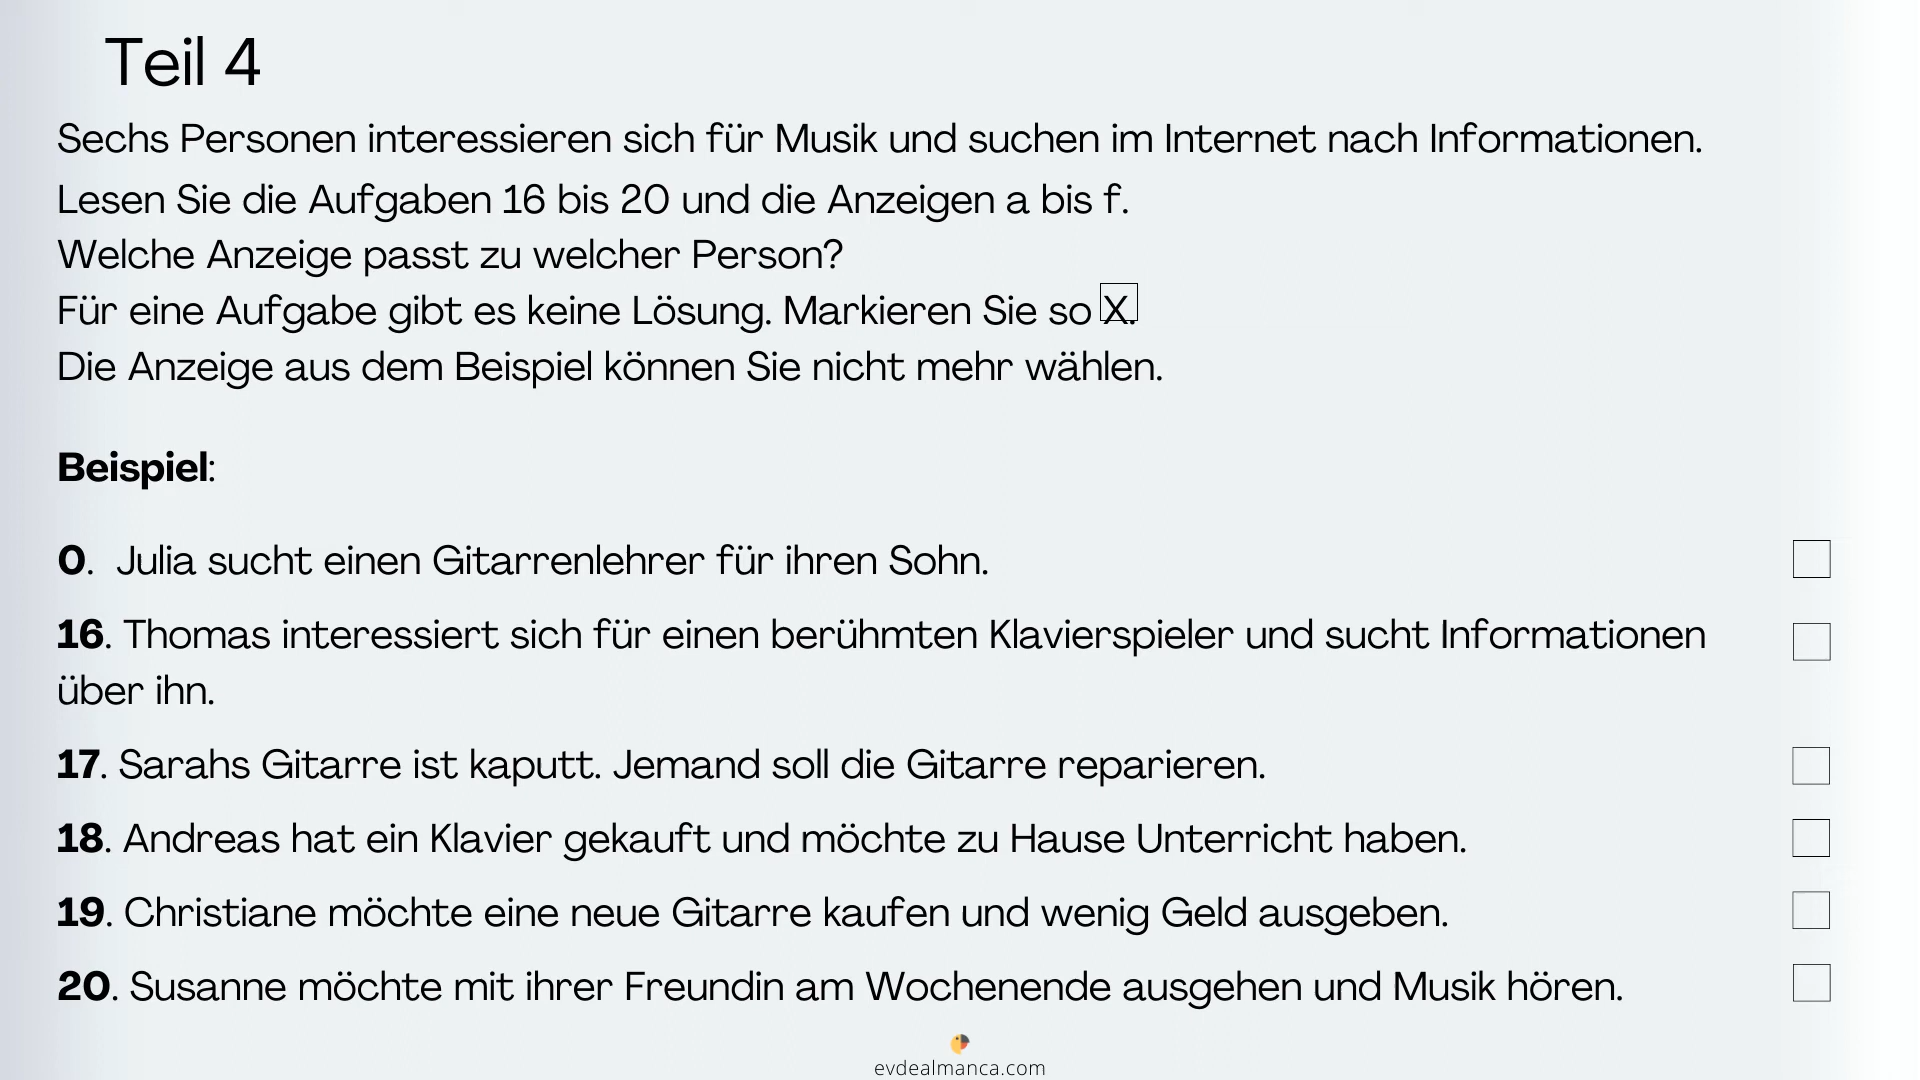 Teil 4
Sechs Personen interessieren sich für Musik und suchen im Internet nach Informationen.
Lesen Sie die Aufgaben 16 bis 20 und die Anzeigen a bis f.
Welche Anzeige passt zu welcher Person?
Für eine Aufgabe gibt es keine Lösung. Markieren Sie so X.
Die Anzeige aus dem Beispiel können Sie nicht mehr wählen.
Beispiel:
0. Julia sucht einen Gitarrenlehrer für ihren Sohn.
16. Thomas interessiert sich für einen berühmten Klavierspieler und sucht Informationen
über ihn.
17. Sarahs Gitarre ist kaputt. Jemand soll die Gitarre reparieren.
18. Andreas hat ein Klavier gekauft und möchte zu Hause Unterricht haben.
19. Christiane möchte eine neue Gitarre kaufen und wenig Geld ausgeben.
20. Susanne möchte mit ihrer Freundin am Wochenende ausgehen und Musik hören.
evdealmanca.com